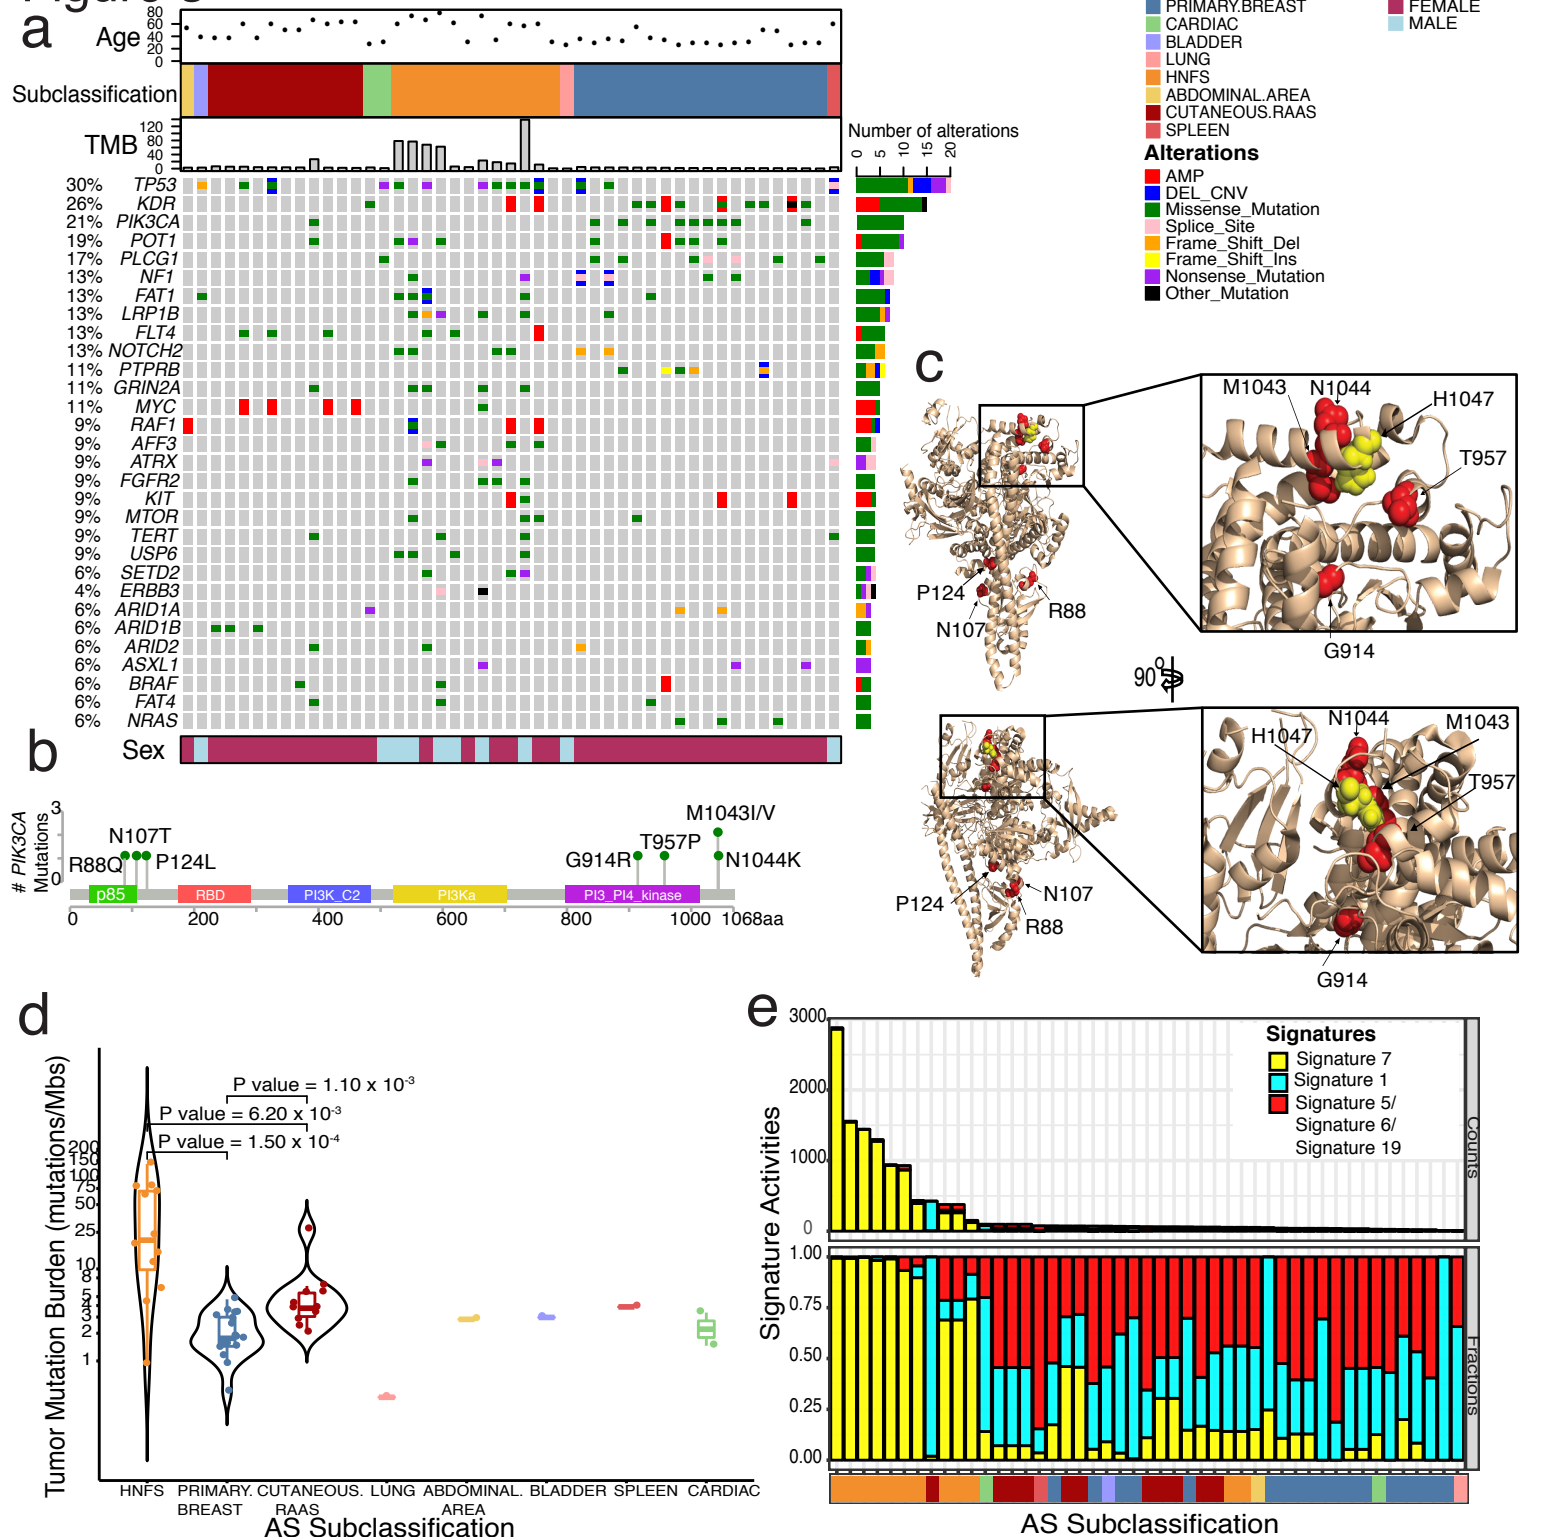 a
Age
80
60
40
20
0
Subclassification
TMB
120
80
40
0
PRIMARY.BREAST
CARDIAC
BLADDER
LUNG
HNFS
ABDOMINAL.AREA
CUTANEOUS.RAAS
SPLEEN
FEMALE
MALE
Alterations
AMP
DEL_CNV
Missense_Mutation
Splice_Site
Frame_Shift_Del
Frame_Shift_Ins
Nonsense_Mutation
Other_Mutation
Number of alterations
0 5 10 15 20
30% TP53
26% KDR
21% PIK3CA
19% POT1
17% PLCG1
13% NF1
13% FAT1
13% LRP1B
13% FLT4
13% NOTCH2
11% PTPRB
11% GRIN2A
11% MYC
9% RAF1
9% AFF3
9% ATRX
9% FGFR2
9% KIT
9% MTOR
9% TERT
9% USP6
6% SETD2
4% ERBB3
6% ARID1A
6% ARID1B
6% ARID2
6% ASXL1
6% BRAF
6% FAT4
6% NRAS
Sex
b
# PIK3CA
Mutations
3
0
R88Q
N107T
P124L
G914R
T957P
M1043I/V
N1044K
p85 RBD PI3K_C2 PI3Ka PI3_PI4_kinase
0 200 400 600 800 1000 1068aa
c
M1043 N1044 H1047
T957
G914
P124
N107
R88
90°
N1044
H1047
M1043
T957
P124
N107
R88
G914
d
Tumor Mutation Burden (mutations/Mbs)
200
150
100
75
50
25
10
8
5
4
3
2
1
P value = 1.10 x 10-3
P value = 6.20 x 10-3
P value = 1.50 x 10-4
HNFS PRIMARY. CUTANEOUS. LUNG ABDOMINAL. BLADDER SPLEEN CARDIAC
BREAST RAAS AREA
AS Subclassification
e
Signature Activities
3000
2000
1000
0
Signatures
Signature 7
Signature 1
Signature 5/
Signature 6/
Signature 19
Counts
1.00
0.75
0.50
0.25
0.00
Fractions
AS Subclassification